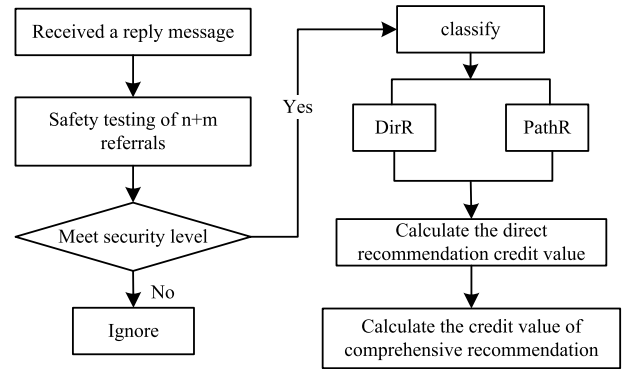 Received a reply message
Safety testing of n+m
referrals
Meet security level
No
Ignore
Yes
classify
DirR
PathR
Calculate the direct
recommendation credit value
Calculate the credit value of
comprehensive recommendation